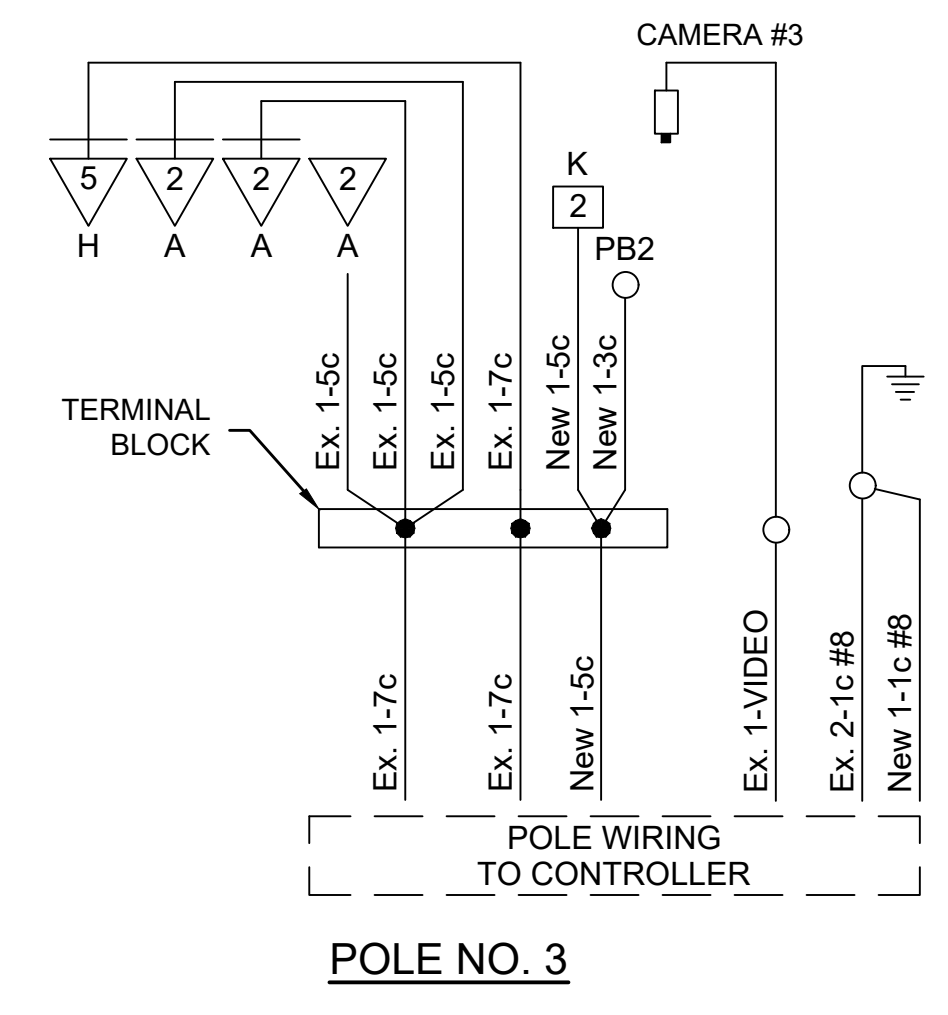 CAMERA #3
5
2
2
2
H
A
A
A
K
2
PB2
Ex. 1-5c
Ex. 1-5c
Ex. 1-5c
Ex. 1-7c
New 1-5c
New 1-3c
TERMINAL
BLOCK
Ex. 1-7c
Ex. 1-7c
New 1-5c
Ex. 1-VIDEO
Ex. 2-1c #8
New 1-1c #8
POLE WIRING
TO CONTROLLER
POLE NO. 3